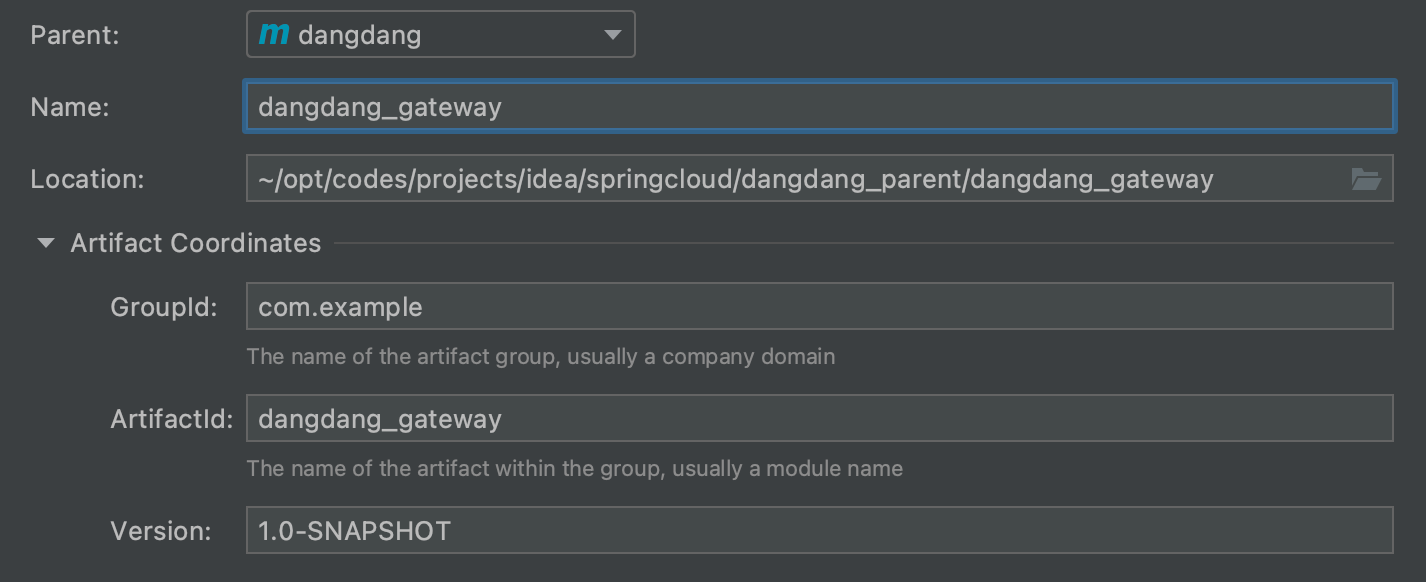 Parent: m dangdang
Name: dangdang_gateway
Location: ~/opt/codes/projects/idea/springcloud/dangdang_parent/dangdang_gateway
Artifact Coordinates
GroupId: com.example
The name of the artifact group, usually a company domain
ArtifactId: dangdang_gateway
The name of the artifact within the group, usually a module name
Version: 1.0-SNAPSHOT